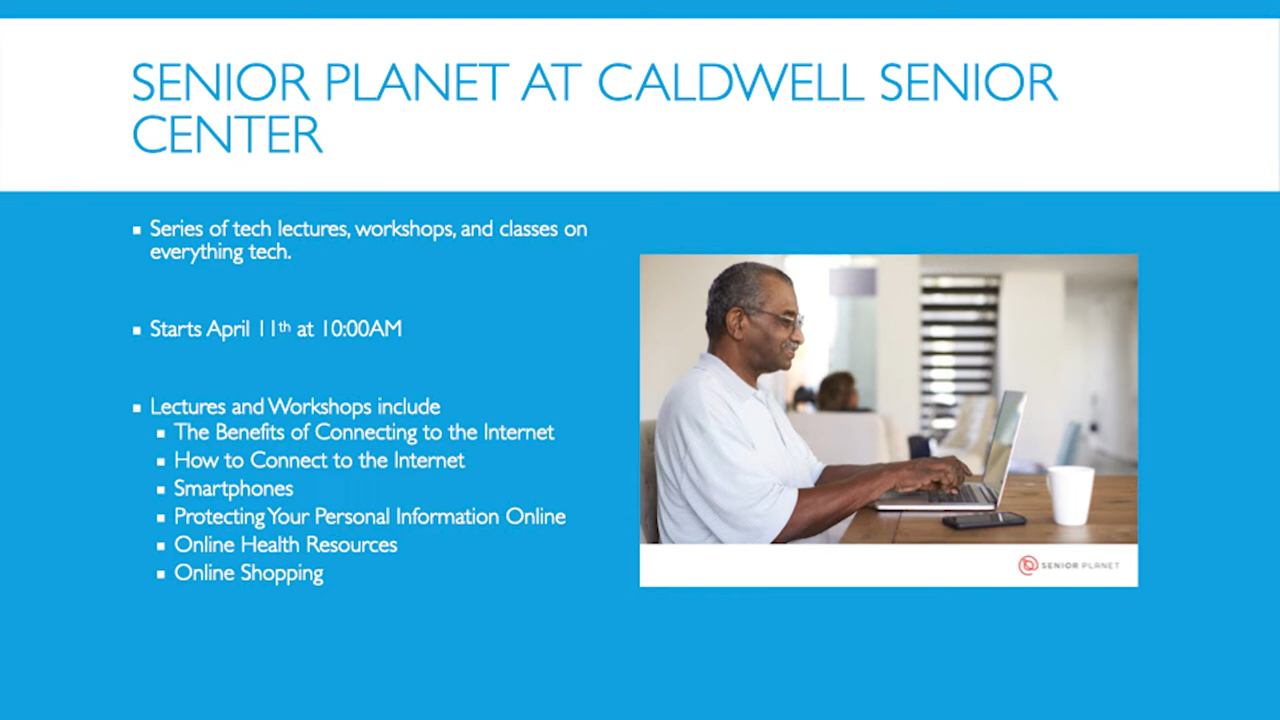 SENIOR PLANET AT CALDWELL SENIOR
CENTER
Series of tech lectures, workshops, and classes on
everything tech.
Starts April 11th at 10:00AM
Lectures and Workshops include
The Benefits of Connecting to the Internet
How to Connect to the Internet
Smartphones
Protecting Your Personal Information Online
Online Health Resources
Online Shopping
SENIOR PLANET